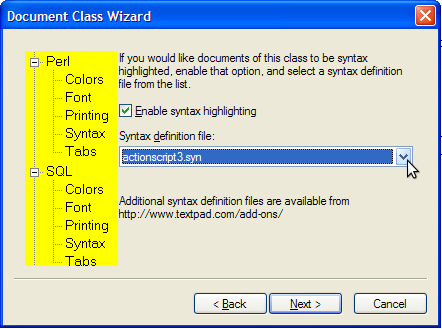 Document Class Wizard
Perl
Colors
Font
Printing
Syntax
Tabs
SQL
Colors
Font
Printing
Syntax
Tabs
If you would like documents of this class to be syntax
highlighted, enable that option, and select a syntax definition
file from the list.
Enable syntax highlighting
Syntax definition file:
actionscript3.syn
Additional syntax definition files are available from
http://www.textpad.com/add-ons/
< Back
Next >
Cancel